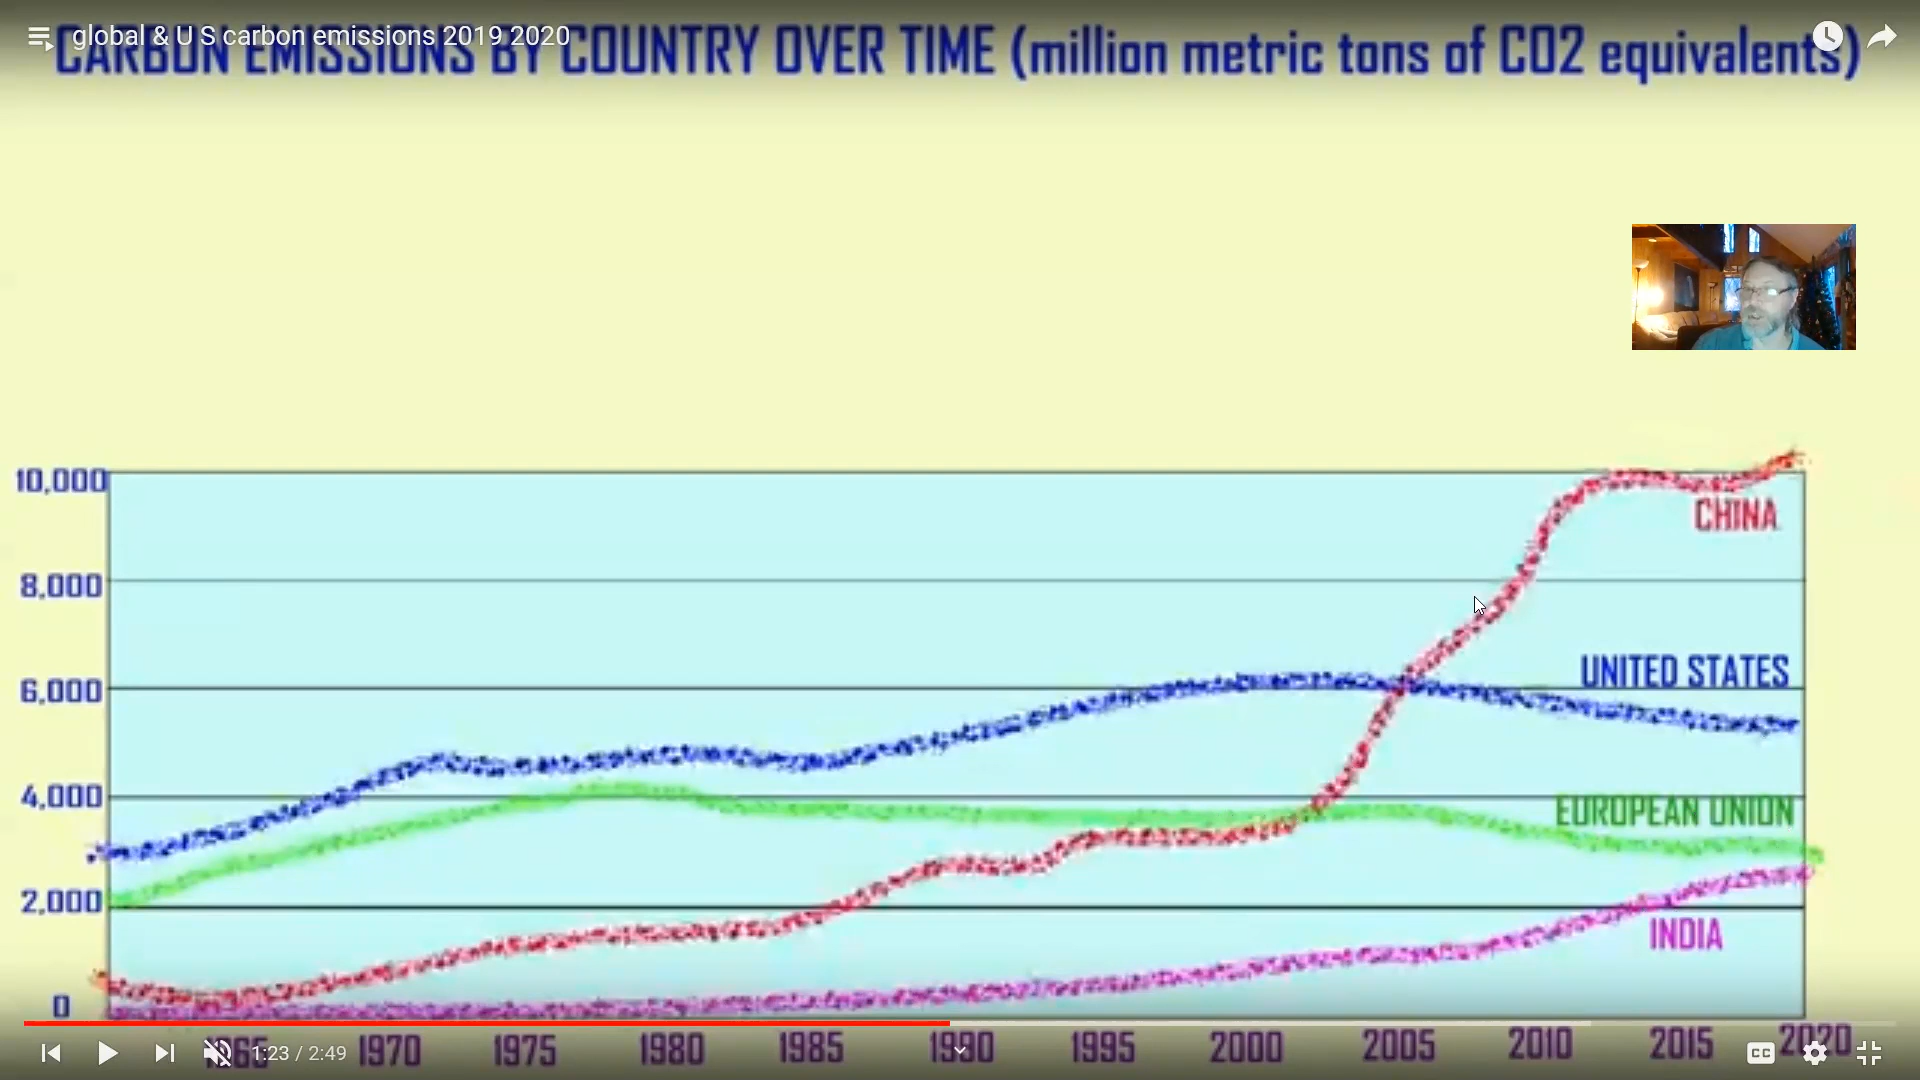 global & U S carbon emissions 2019 2020
CARBON EMISSIONS BY COUNTRY OVER TIME (million metric tons of CO2 equivalents)
10,000
CHINA
8,000
UNITED STATES
6,000
4,000
EUROPEAN UNION
2,000
INDIA
0
1965 1970 1975 1980 1985 1990 1995 2000 2005 2010 2015 2020
1:23 / 2:49
CC